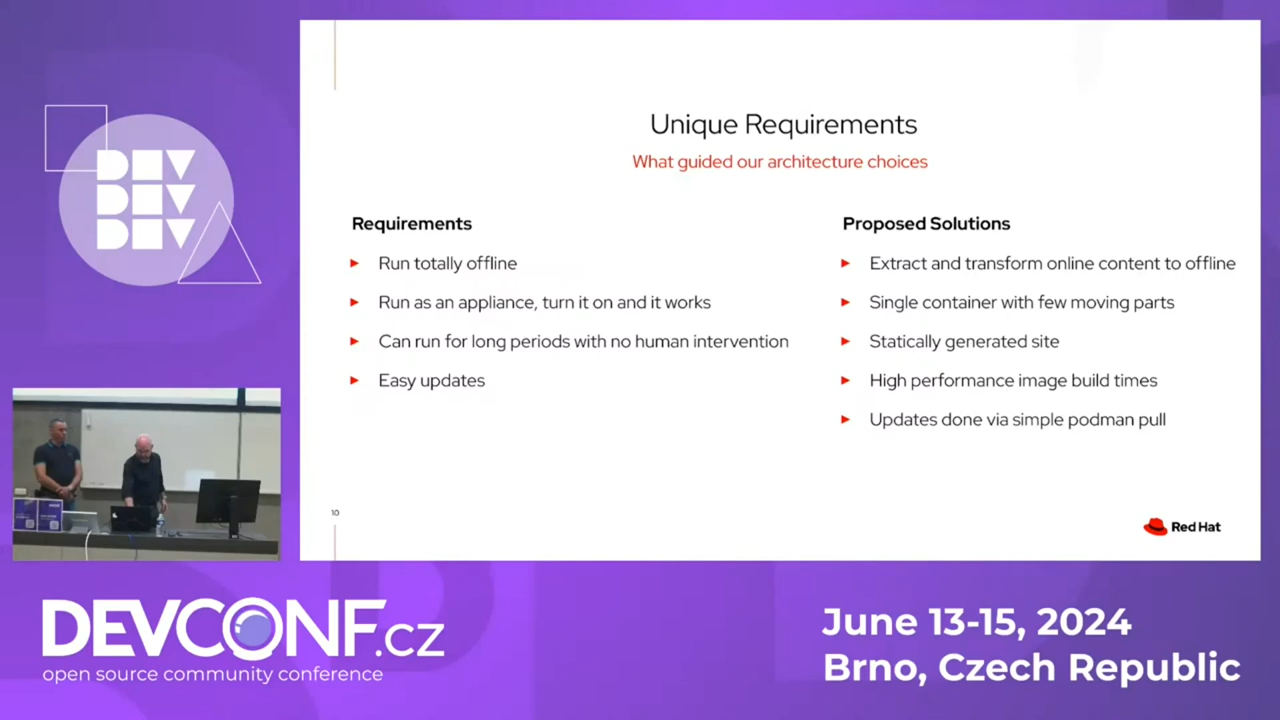 DEV
DEV
DEV
Unique Requirements
What guided our architecture choices
Requirements
Run totally offline
Run as an appliance, turn it on and it works
Can run for long periods with no human intervention
Easy updates
Proposed Solutions
Extract and transform online content to offline
Single container with few moving parts
Statically generated site
High performance image build times
Updates done via simple podman pull
10
Red Hat
DEVCONF.cz
open source community conference
June 13-15, 2024
Brno, Czech Republic